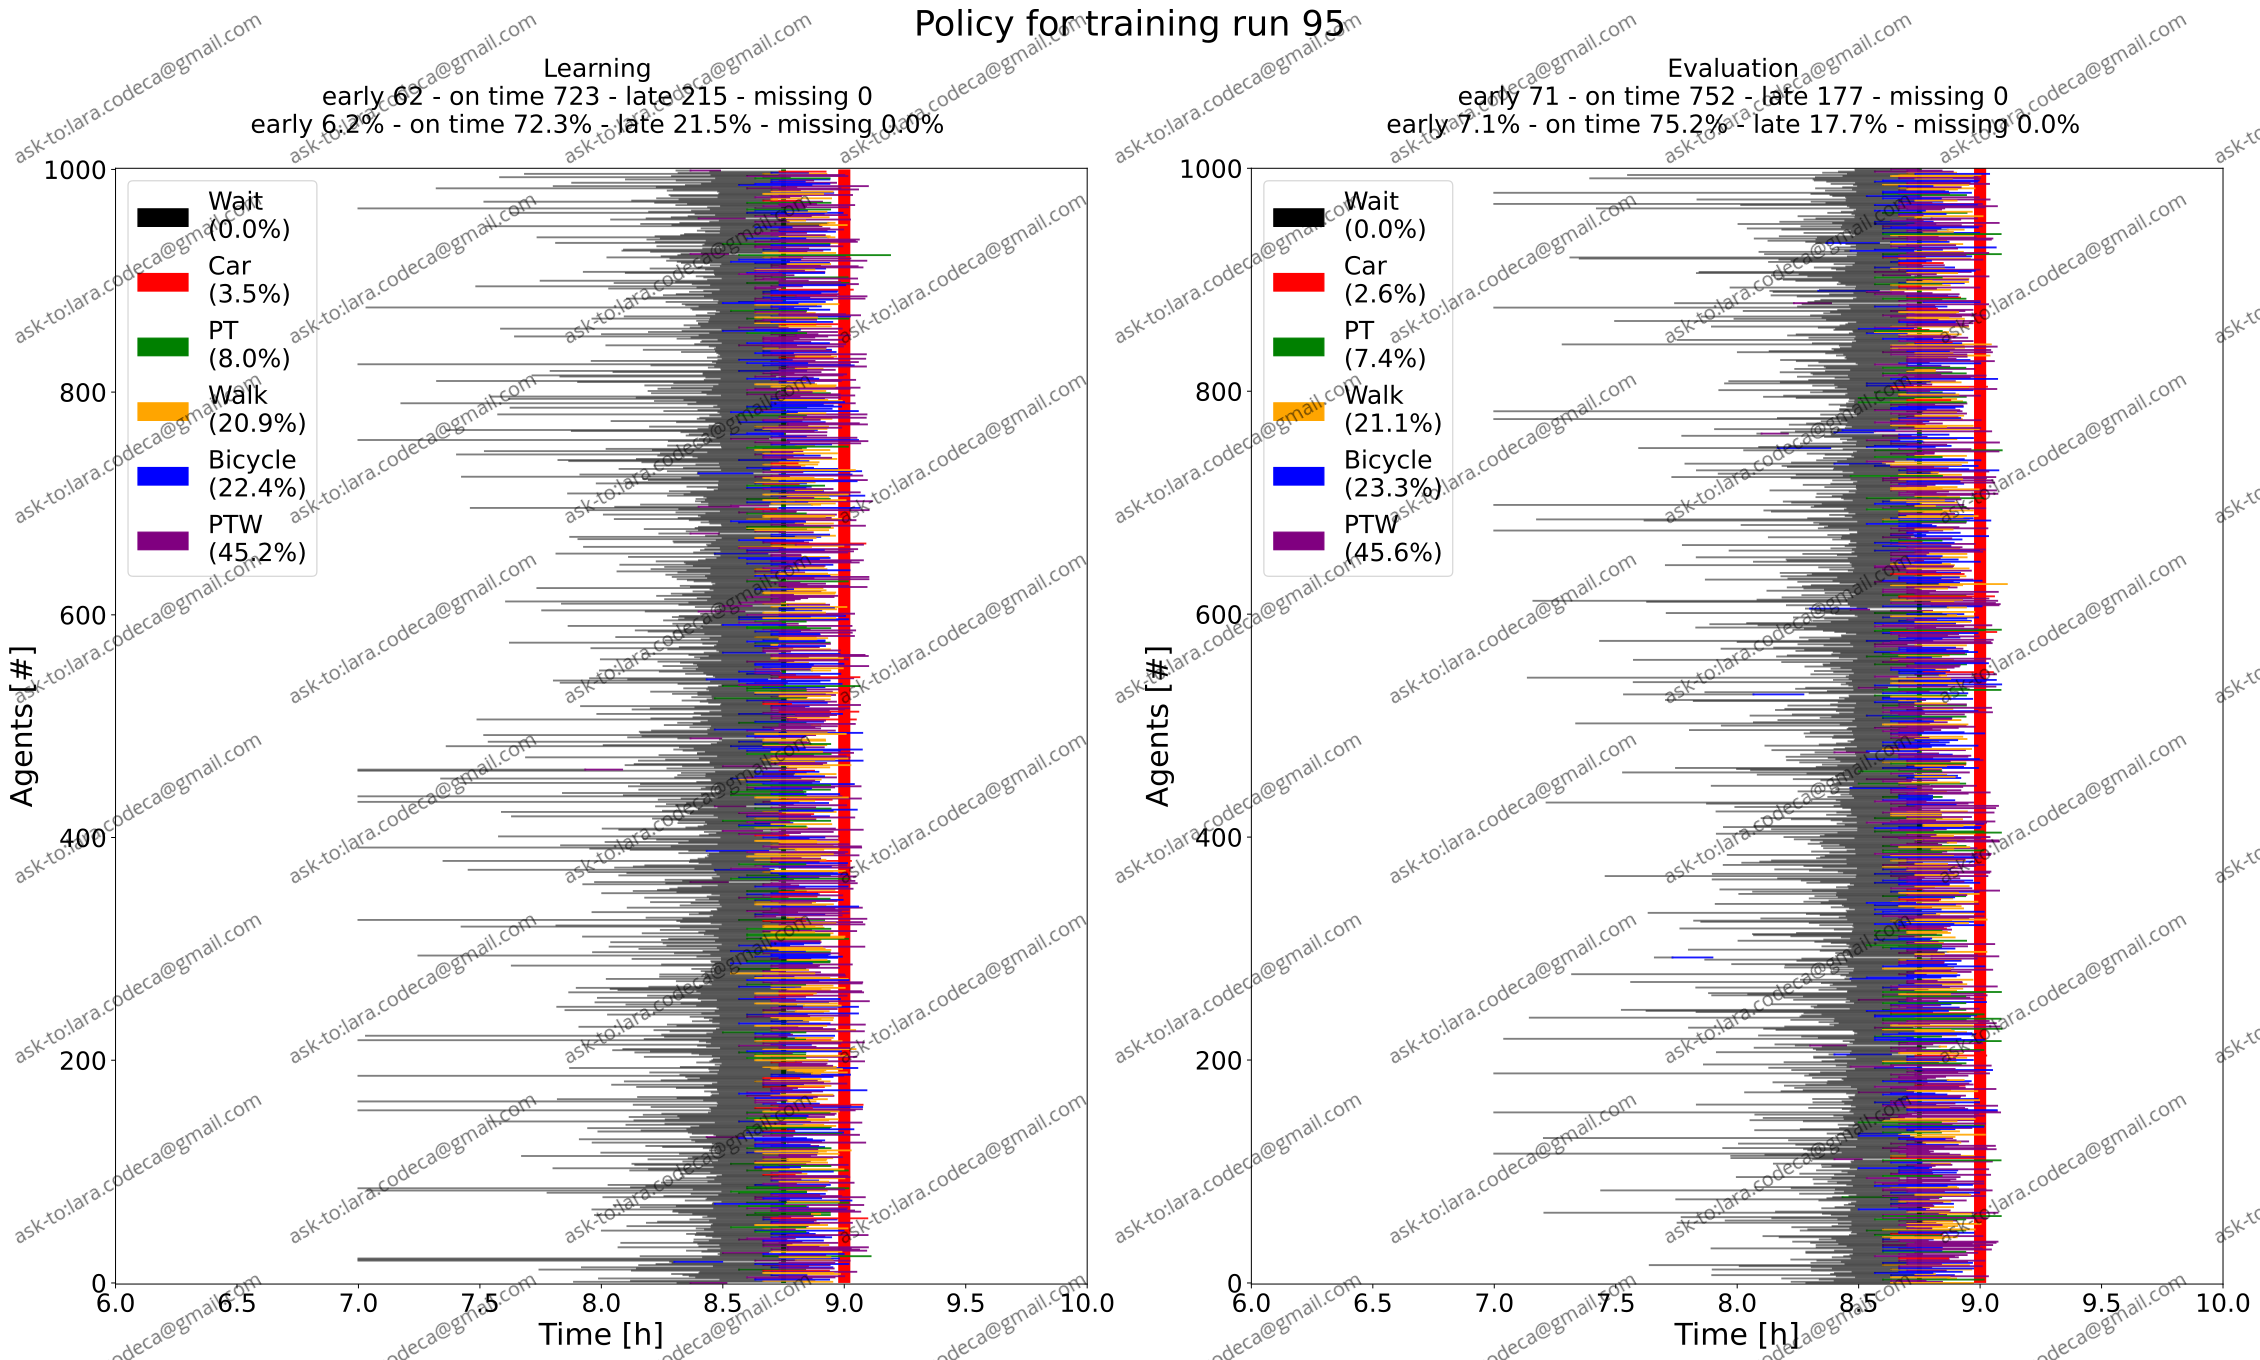 Policy for training run 95
Learning
early 62 - on time 723 - late 215 - missing 0
early 6.2% - on time 72.3% - late 21.5% - missing 0.0%
Evaluation
early 71 - on time 752 - late 177 - missing 0
early 7.1% - on time 75.2% - late 17.7% - missing 0.0%
Agents [#]
1000
800
600
400
200
0
Wait
(0.0%)
Car
(3.5%)
PT
(8.0%)
Walk
(20.9%)
Bicycle
(22.4%)
PTW
(45.2%)
6.0 6.5 7.0 7.5 8.0 8.5 9.0 9.5 10.0
Time [h]
Agents [#]
1000
800
600
400
200
0
Wait
(0.0%)
Car
(2.6%)
PT
(7.4%)
Walk
(21.1%)
Bicycle
(23.3%)
PTW
(45.6%)
6.0 6.5 7.0 7.5 8.0 8.5 9.0 9.5 10.0
Time [h]
ask-to:lara.codeca@gmail.com